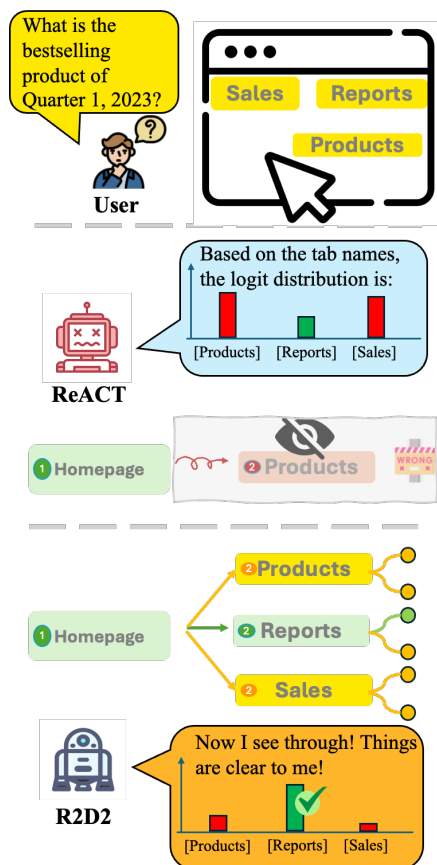 What is the
bestselling
product of
Quarter 1, 2023?
?
User
Sales
Reports
Products
Based on the tab names,
the logit distribution is:
[Products]
[Reports]
[Sales]
ReACT
1 Homepage
2 Products
WRONG
2 Products
1 Homepage
2 Reports
2 Sales
R2D2
Now I see through! Things
are clear to me!
[Products]
[Reports]
[Sales]